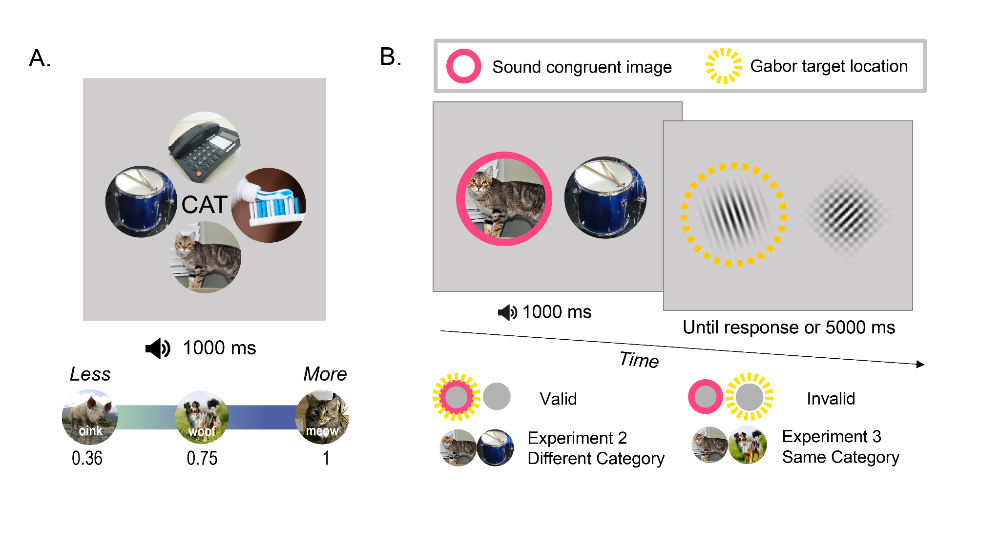 A.
CAT
1000 ms
Less
More
oink
woof
meow
0.36
0.75
1
B.
Sound congruent image
Gabor target location
1000 ms
Until response or 5000 ms
Time
Valid
Invalid
Experiment 2
Different Category
Experiment 3
Same Category